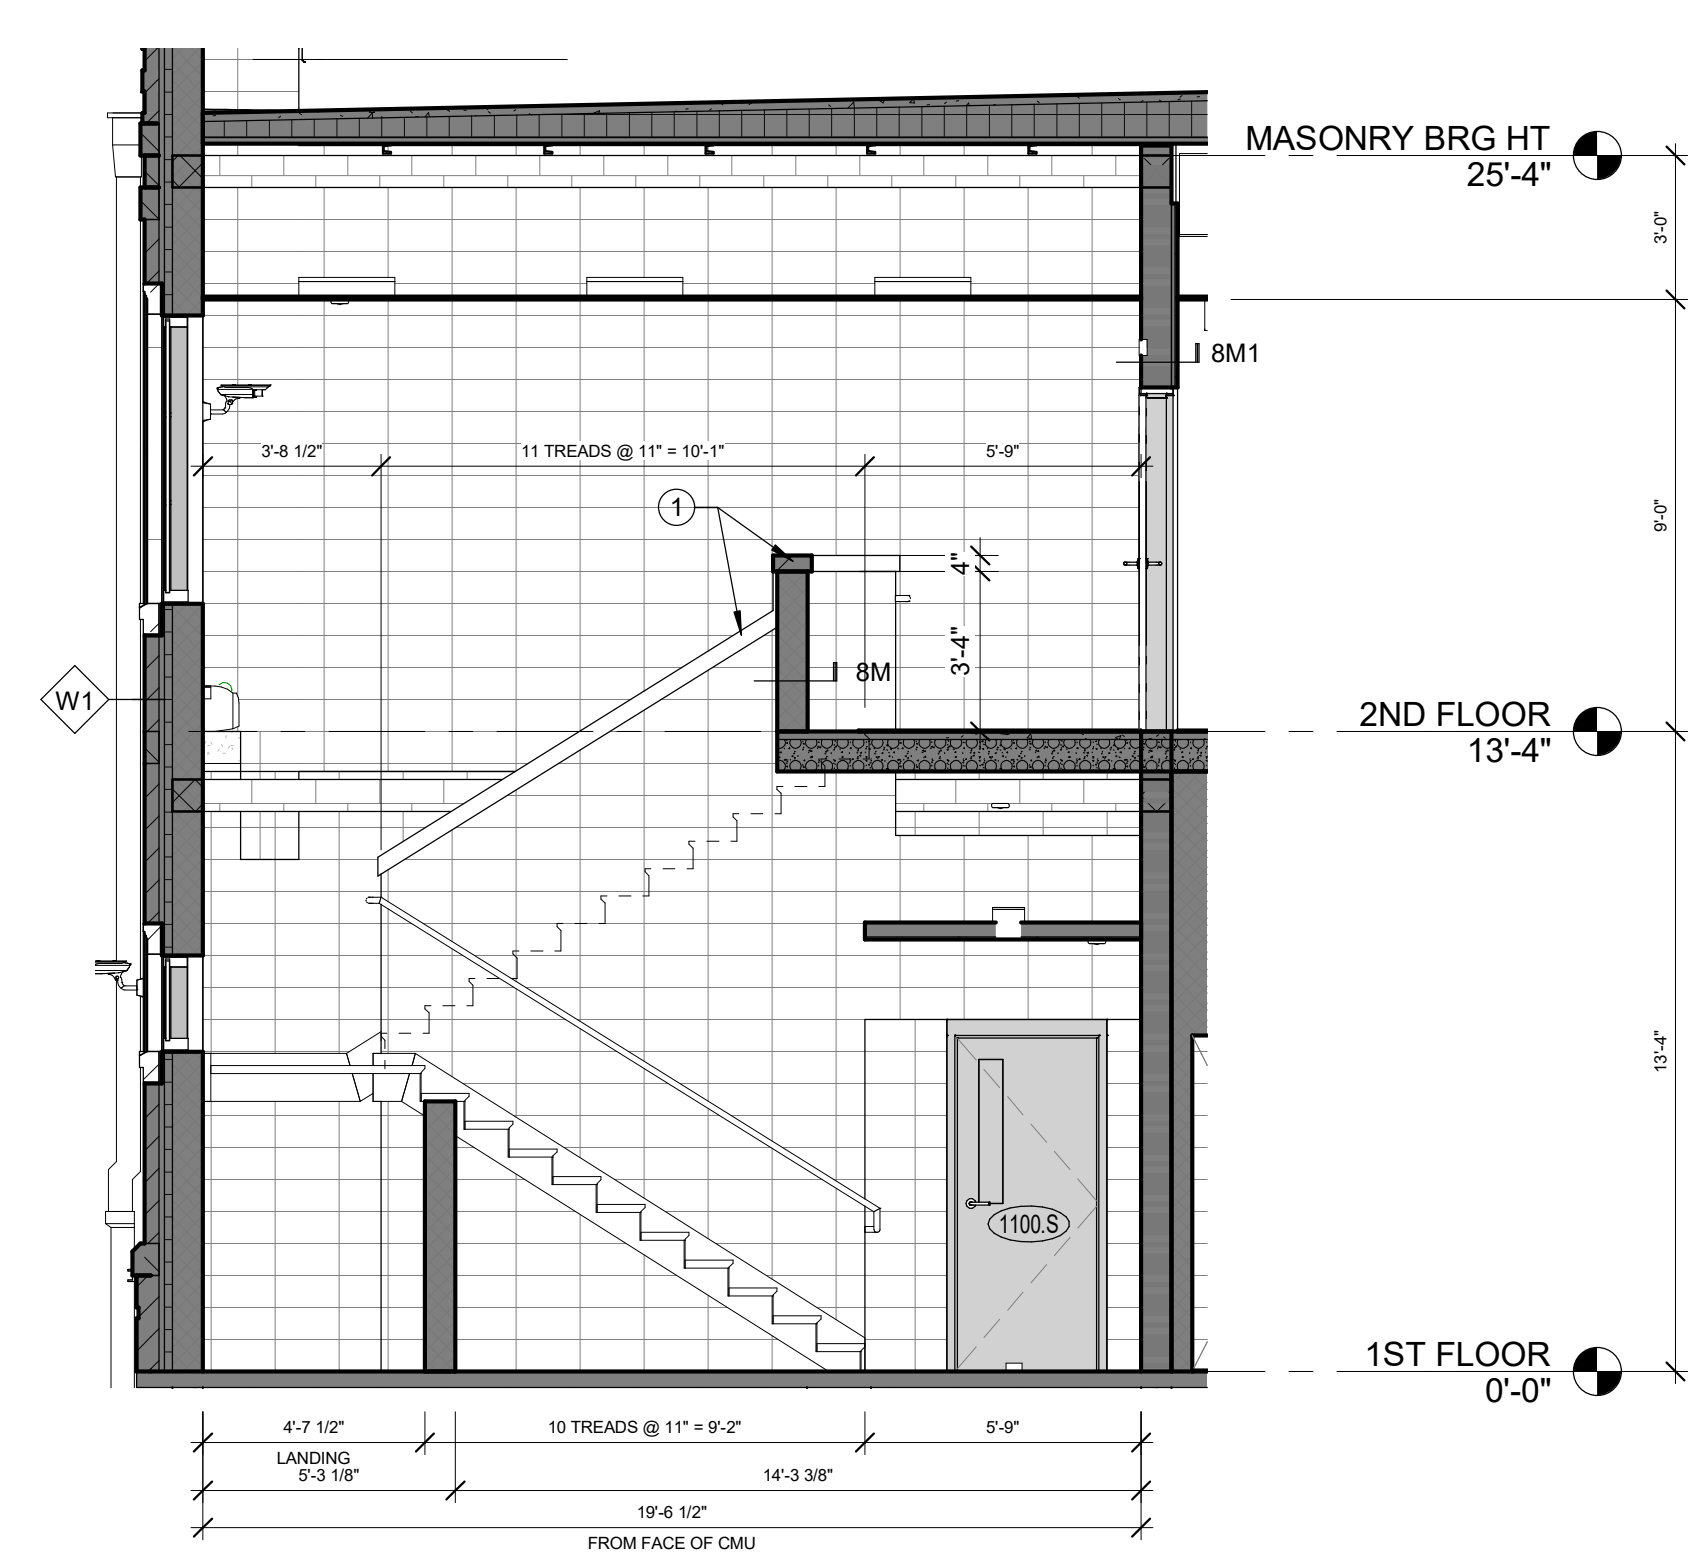 MASONRY BRG HT
25'-4"
3'-0"
8M1
3'-8 1/2"
11 TREADS @ 11" = 10'-1"
5'-9"
1
9'-0"
4"
3'-4"
8M
W1
2ND FLOOR
13'-4"
13'-4"
1100.S
1ST FLOOR
0'-0"
4'-7 1/2"
10 TREADS @ 11" = 9'-2"
5'-9"
LANDING
5'-3 1/8"
14'-3 3/8"
19'-6 1/2"
FROM FACE OF CMU